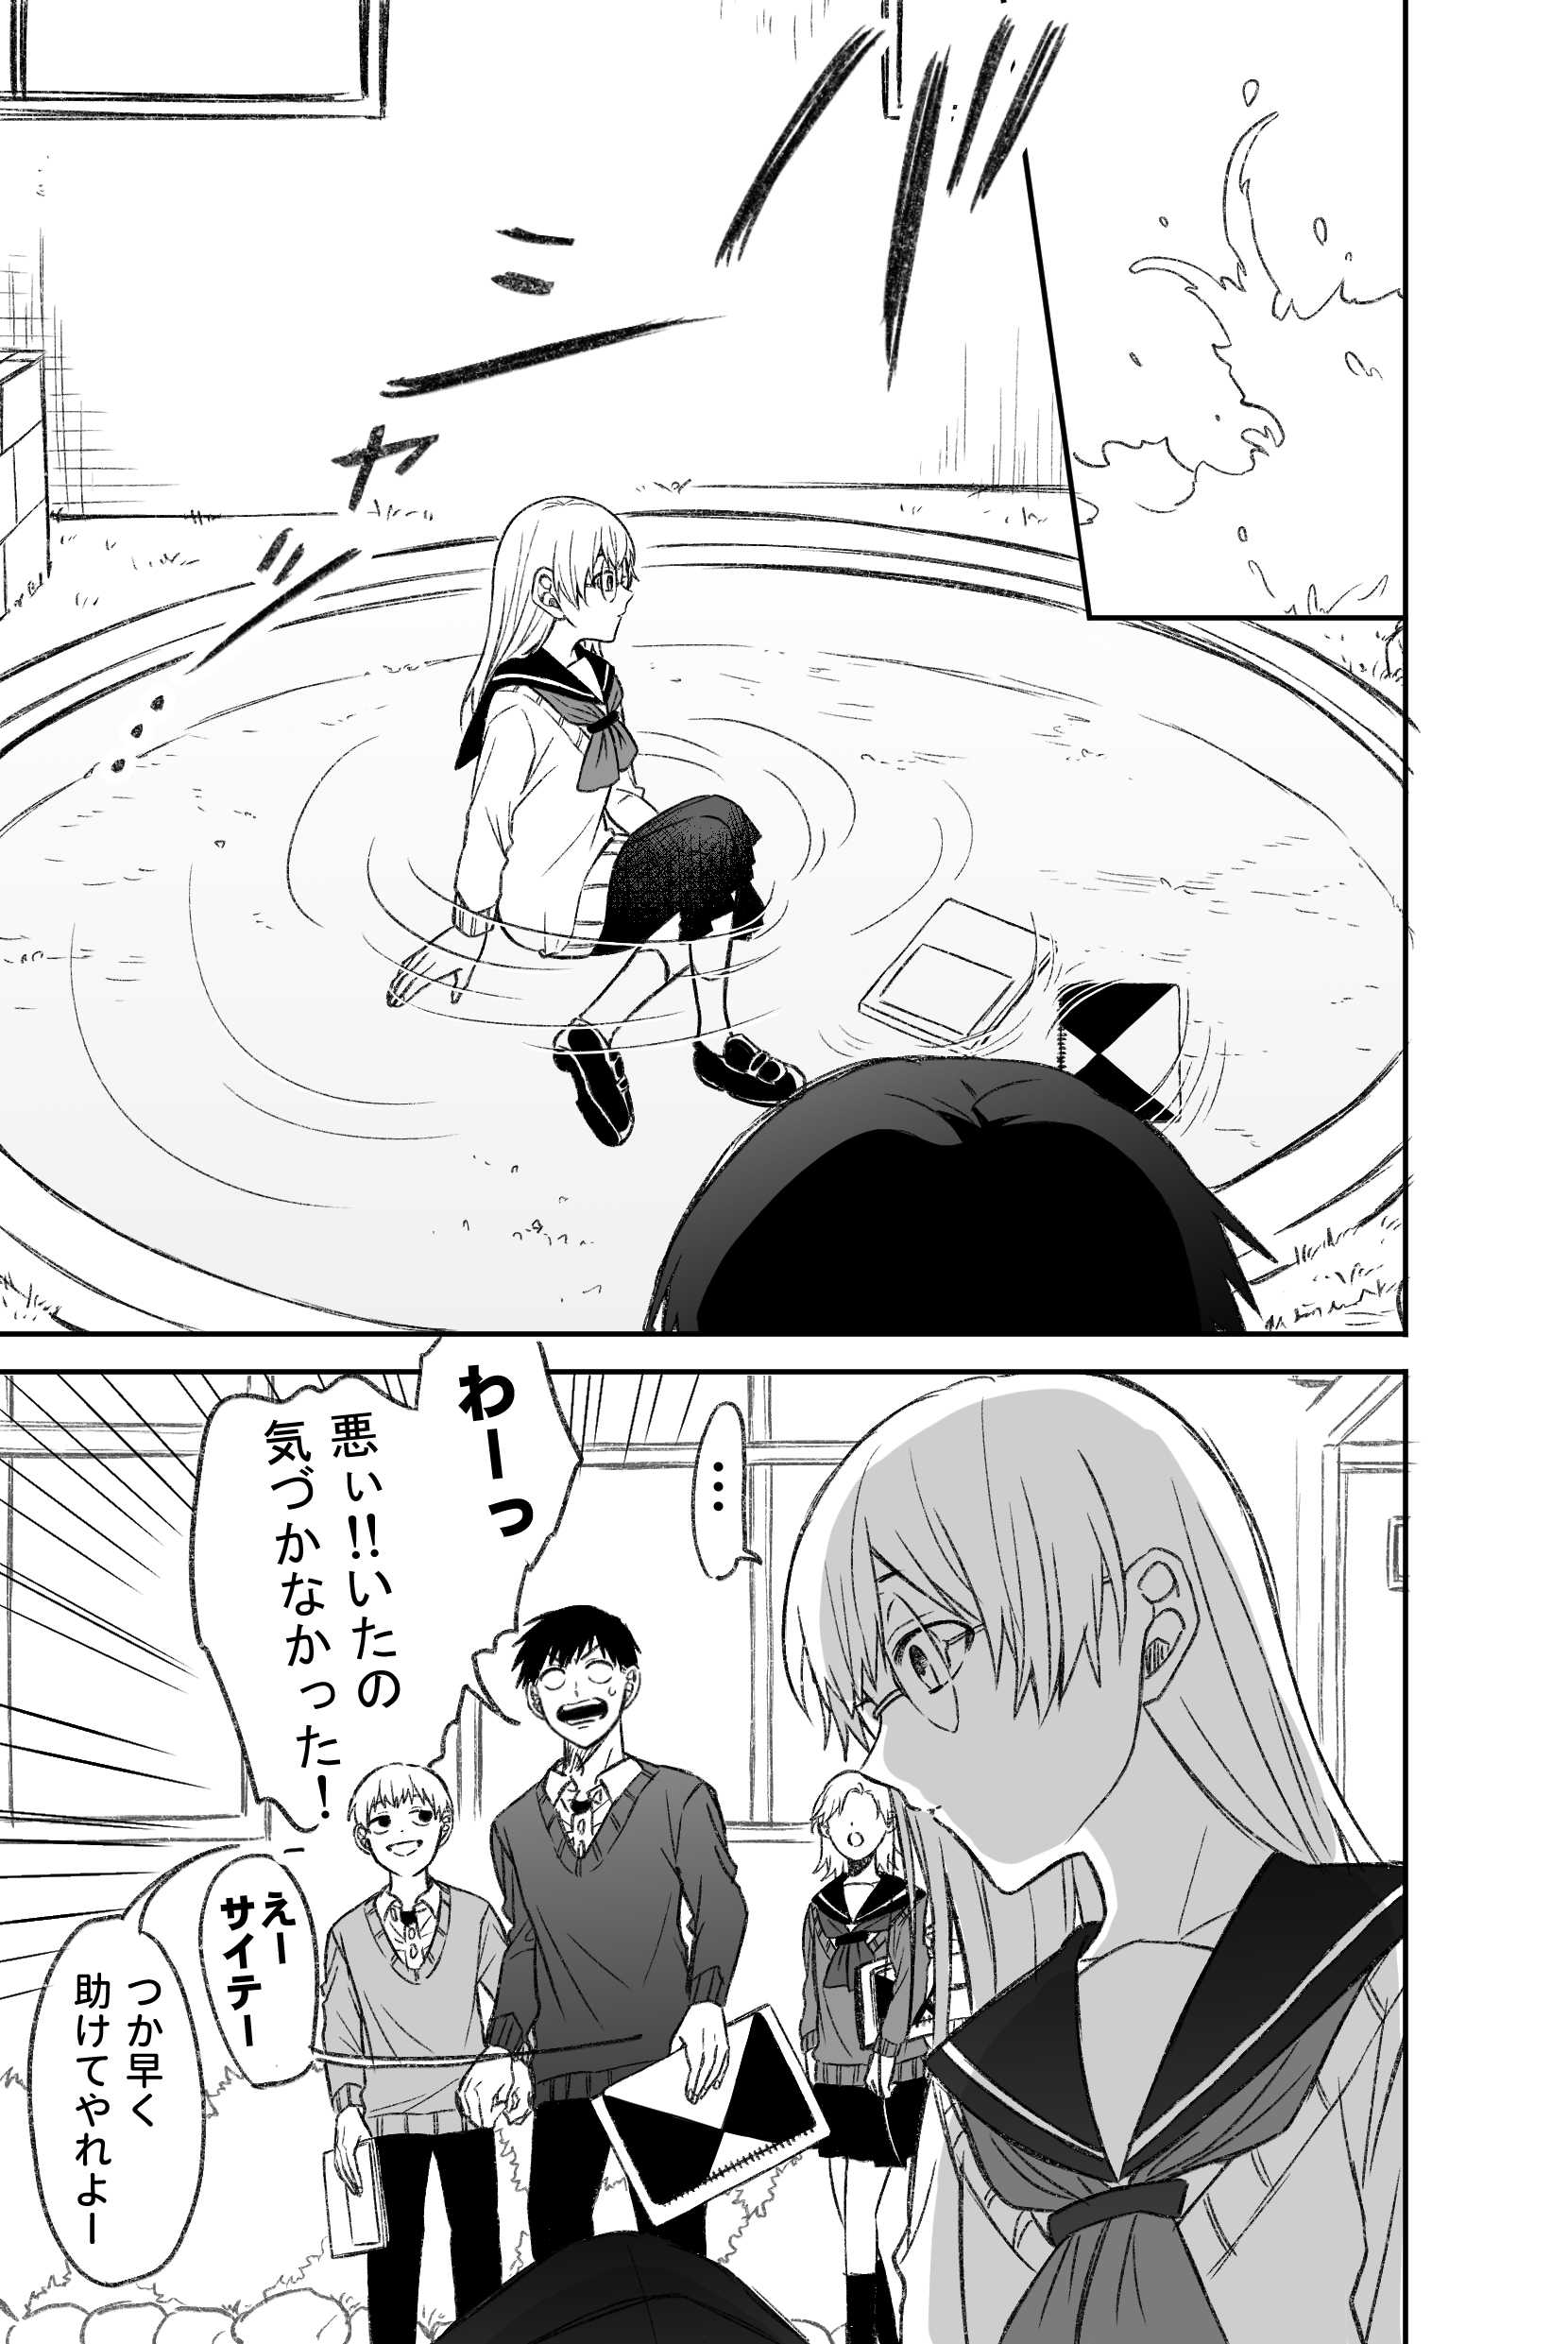 バシャッ…
…
わーっ
悪ぃ!!いたの
気づかなかった!
えー
サイテー
つか早く
助けてやれよー